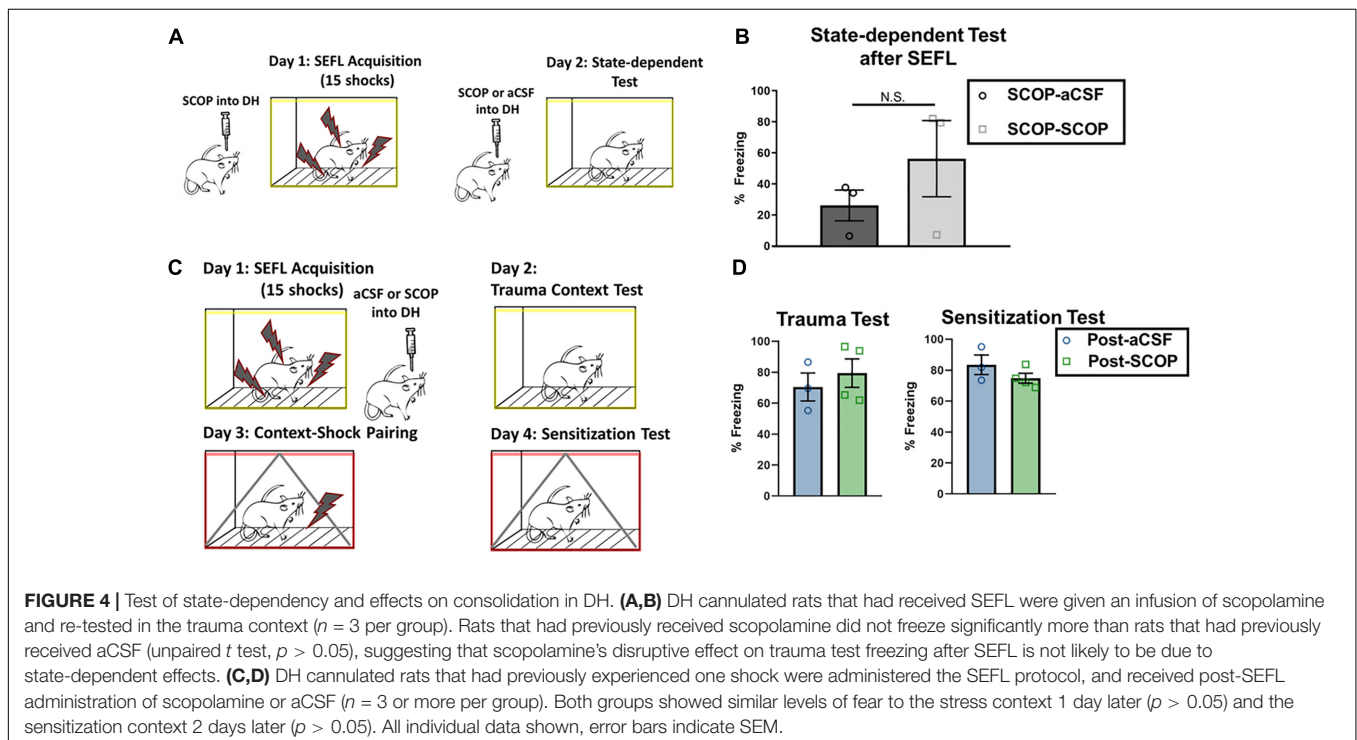 A
Day 1: SEFL Acquisition
(15 shocks)
SCOP into DH
Day 2: State-dependent
Test
SCOP or aCSF
into DH
B
State-dependent Test
after SEFL
N.S.
SCOP-aCSF
SCOP-SCOP
% Freezing
100
80
60
40
20
0
C
Day 1: SEFL Acquisition
(15 shocks)
aCSF or SCOP
into DH
Day 2:
Trauma Context Test
Day 3: Context-Shock Pairing
Day 4: Sensitization Test
D
Trauma Test
% Freezing
100
80
60
40
20
0
Sensitization Test
% Freezing
100
80
60
40
20
0
Post-aCSF
Post-SCOP
FIGURE 4 | Test of state-dependency and effects on consolidation in DH. (A,B) DH cannulated rats that had received SEFL were given an infusion of scopolamine
and re-tested in the trauma context (n = 3 per group). Rats that had previously received scopolamine did not freeze significantly more than rats that had previously
received aCSF (unpaired t test, p > 0.05), suggesting that scopolamine's disruptive effect on trauma test freezing after SEFL is not likely to be due to
state-dependent effects. (C,D) DH cannulated rats that had previously experienced one shock were administered the SEFL protocol, and received post-SEFL
administration of scopolamine or aCSF (n = 3 or more per group). Both groups showed similar levels of fear to the stress context 1 day later (p > 0.05) and the
sensitization context 2 days later (p > 0.05). All individual data shown, error bars indicate SEM.